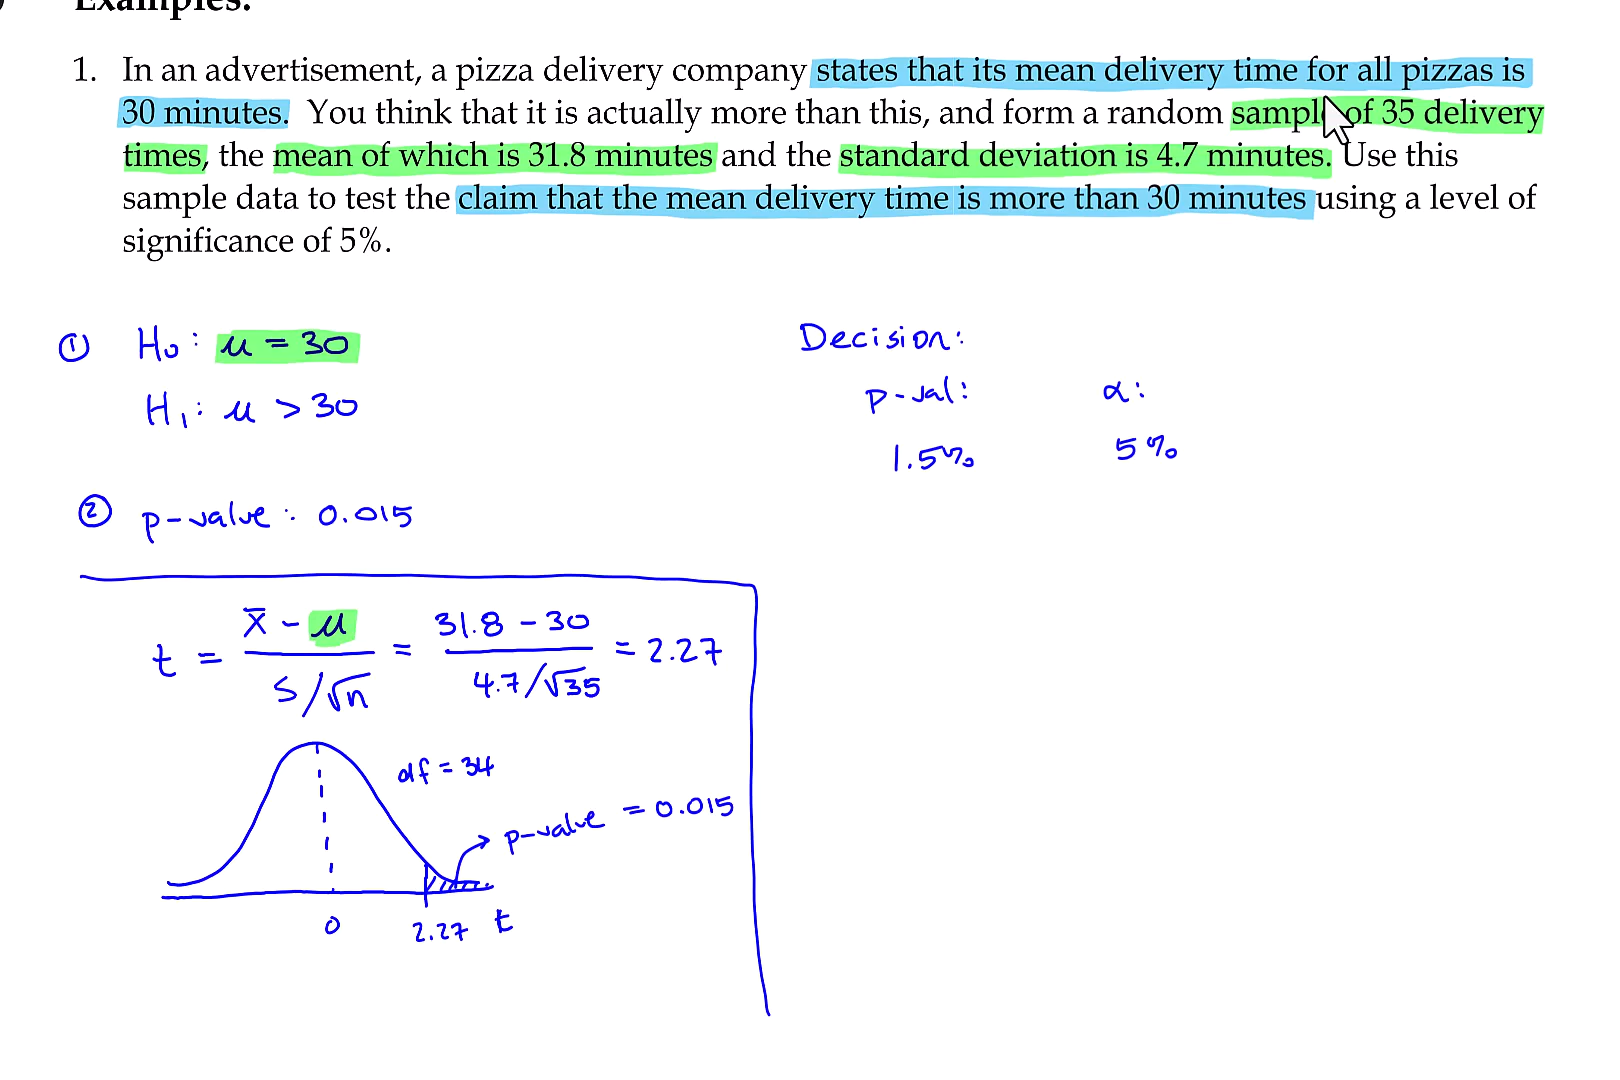 Examples:
1. In an advertisement, a pizza delivery company states that its mean delivery time for all pizzas is
30 minutes. You think that it is actually more than this, and form a random sample of 35 delivery
times, the mean of which is 31.8 minutes and the standard deviation is 4.7 minutes. Use this
sample data to test the claim that the mean delivery time is more than 30 minutes using a level of
significance of 5%.
① H₀: μ = 30
H₁: μ > 30
② p-value: 0.015
t = (x̄ - μ)/(s/√n) = (31.8 - 30)/(4.7/√35) = 2.27
df = 34
p-value = 0.015
0 2.27 t
Decision:
p-val: α:
1.5% 5%